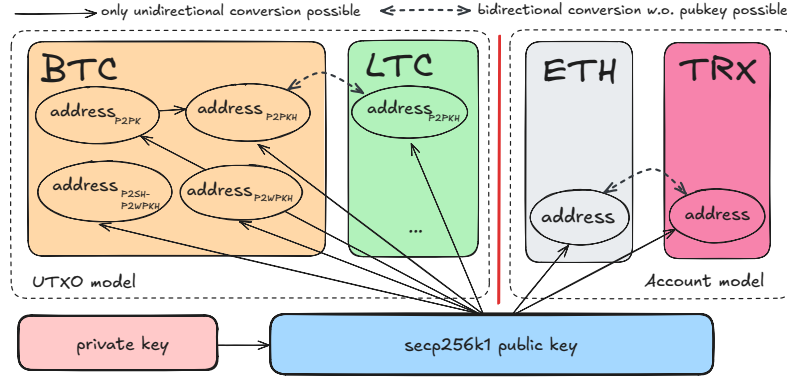 only unidirectional conversion possible
bidirectional conversion w.o. pubkey possible
BTC
LTC
ETH
TRX
address P2PK
address P2PKH
address P2PKH
address P2SH-
P2WPKH
address P2WPKH
...
address
address
UTXO model
Account model
private key
secp256k1 public key